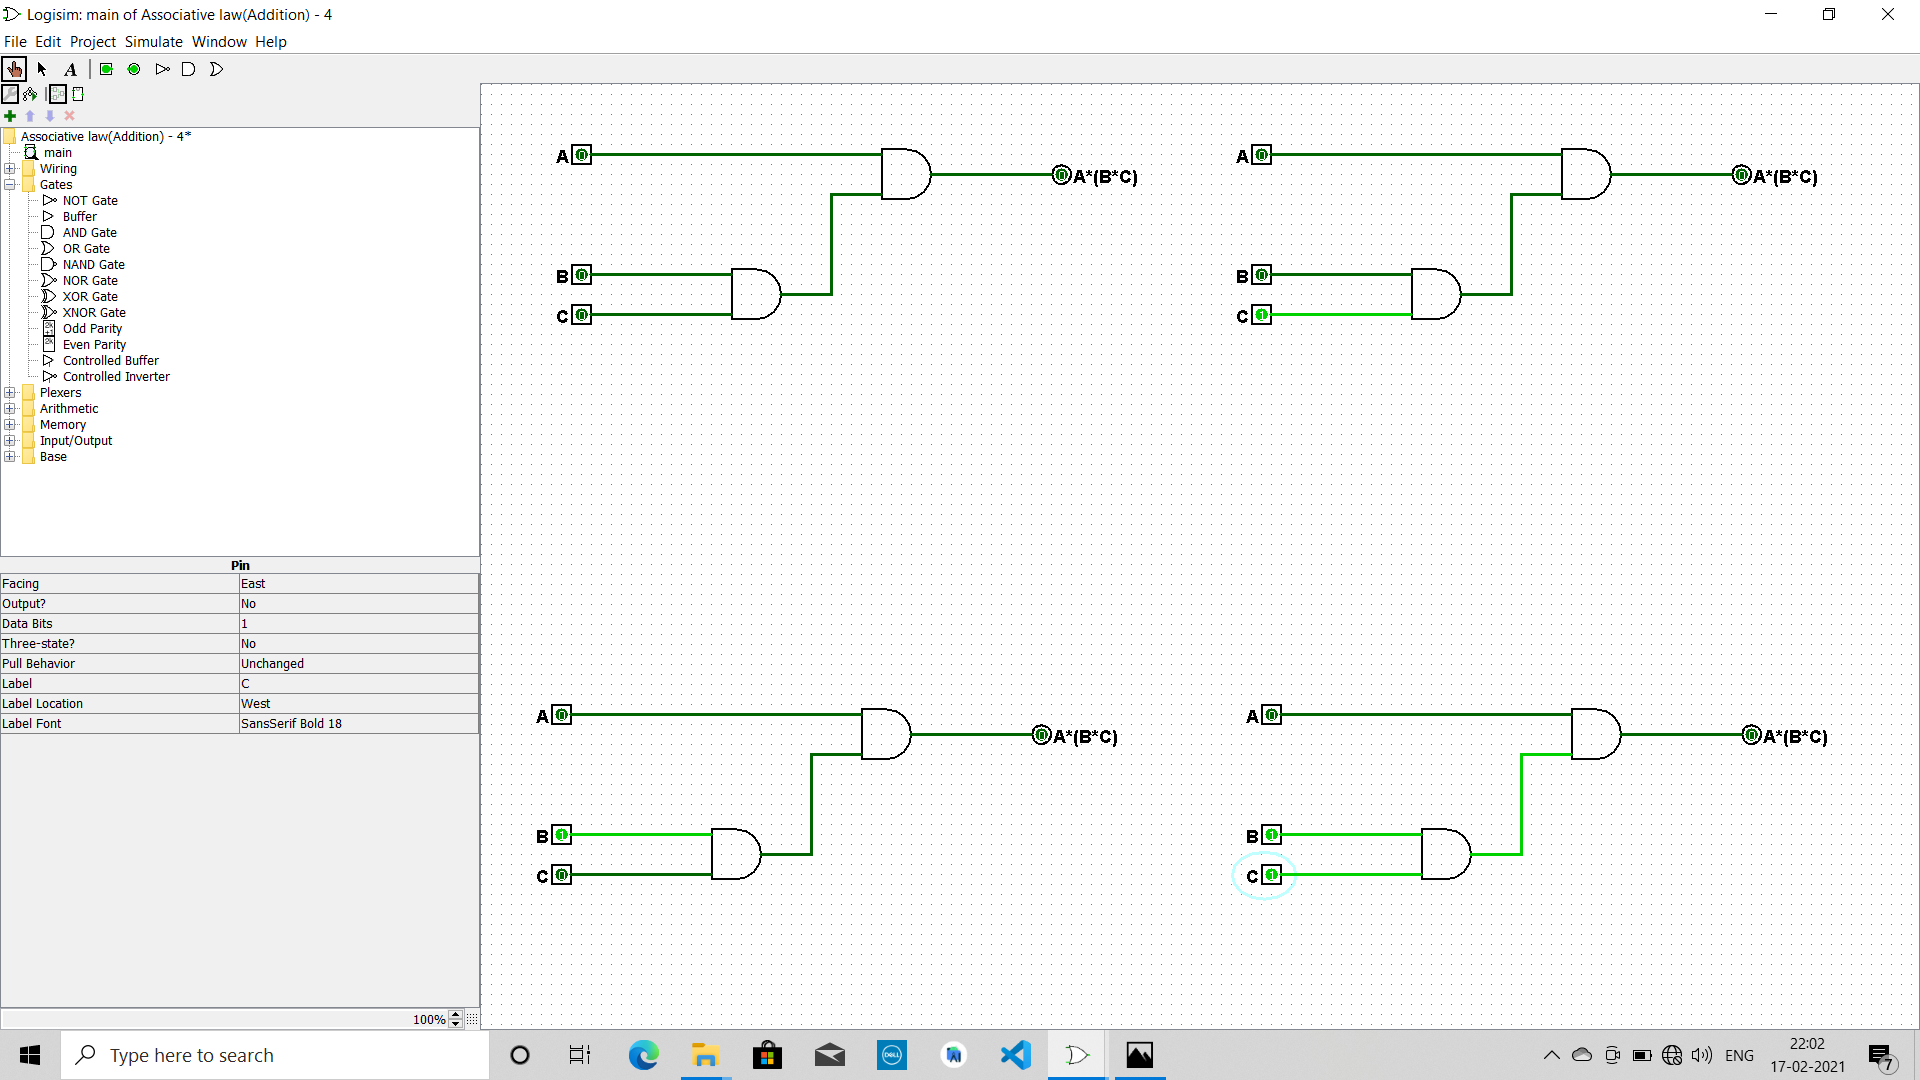 Logisim: main of Associative law(Addition) - 4
File Edit Project Simulate Window Help
A
Associative law(Addition) - 4*
main
Wiring
Gates
NOT Gate
Buffer
AND Gate
OR Gate
NAND Gate
NOR Gate
XOR Gate
XNOR Gate
Odd Parity
Even Parity
Controlled Buffer
Controlled Inverter
Plexers
Arithmetic
Memory
Input/Output
Base
Pin
Facing East
Output? No
Data Bits 1
Three-state? No
Pull Behavior Unchanged
Label C
Label Location West
Label Font SansSerif Bold 18
100%
A 0
0 A*(B*C)
B 0
C 0
A 0
0 A*(B*C)
B 0
C 1
A 0
0 A*(B*C)
B 1
C 0
A 0
0 A*(B*C)
B 1
C 1
Type here to search
DELL
ENG
22:02
17-02-2021
7